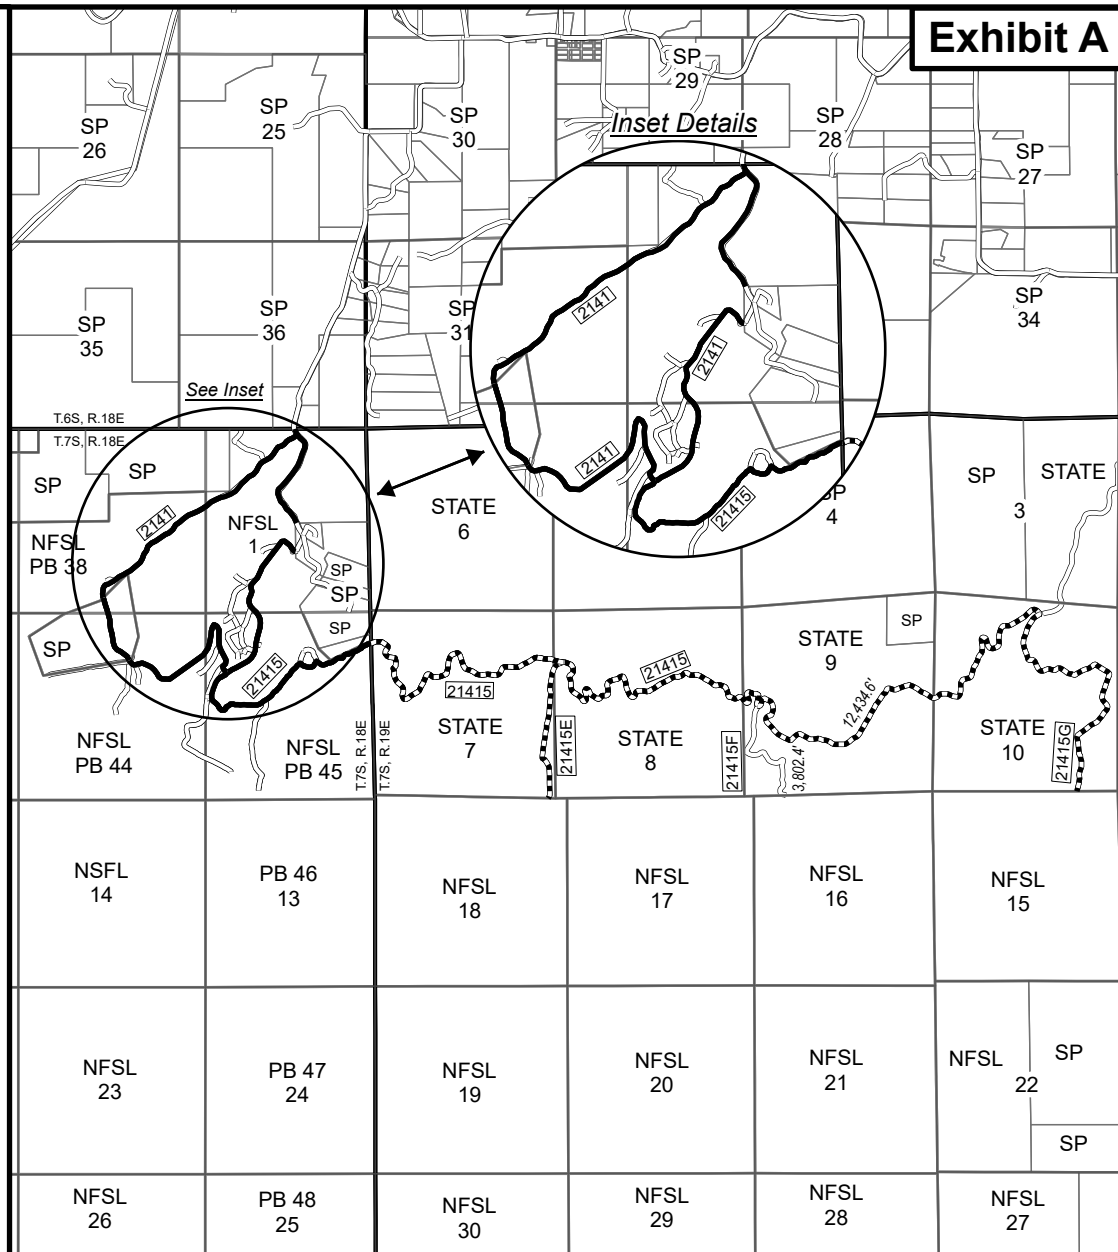 Exhibit A
SP
29
SP
26
SP
25
SP
30
Inset Details
SP
28
SP
27
SP
35
SP
36
SP
31
SP
34
2141
2141
2141
21415
See Inset
T.6S, R.18E
T.7S, R.18E
SP
SP
2141
NFSL
1
NFSL
PB 38
SP
SP
SP
SP
21415
STATE
6
SP
4
SP
3
STATE
STATE
9
SP
21415
21415
12,434.6'
3,802.4'
21415E
21415F
21415G
STATE
7
STATE
8
STATE
10
NFSL
PB 44
NFSL
PB 45
T.7S, R.18E
T.7S, R.19E
NSFL
14
PB 46
13
NFSL
18
NFSL
17
NFSL
16
NFSL
15
NFSL
23
PB 47
24
NFSL
19
NFSL
20
NFSL
21
NFSL
22
SP
SP
NFSL
26
PB 48
25
NFSL
30
NFSL
29
NFSL
28
NFSL
27